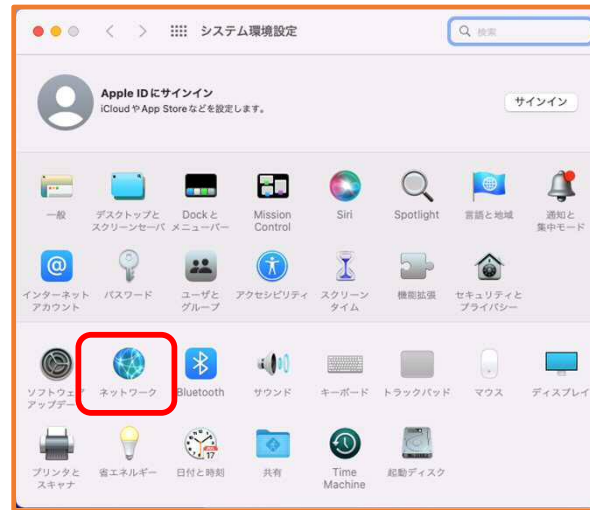 システム環境設定
検索
Apple IDにサインイン
iCloudやApp Storeなどを設定します。
サインイン
一般
デスクトップと
スクリーンセーバ
Dockと
メニューバー
Mission
Control
Siri
Spotlight
言語と地域
通知と
集中モード
インターネット
アカウント
パスワード
ユーザと
グループ
アクセシビリティ
スクリーン
タイム
機能拡張
セキュリティと
プライバシー
ソフトウェア
アップデート
ネットワーク
Bluetooth
サウンド
キーボード
トラックパッド
マウス
ディスプレイ
プリンタと
スキャナ
省エネルギー
日付と時刻
共有
Time
Machine
起動ディスク